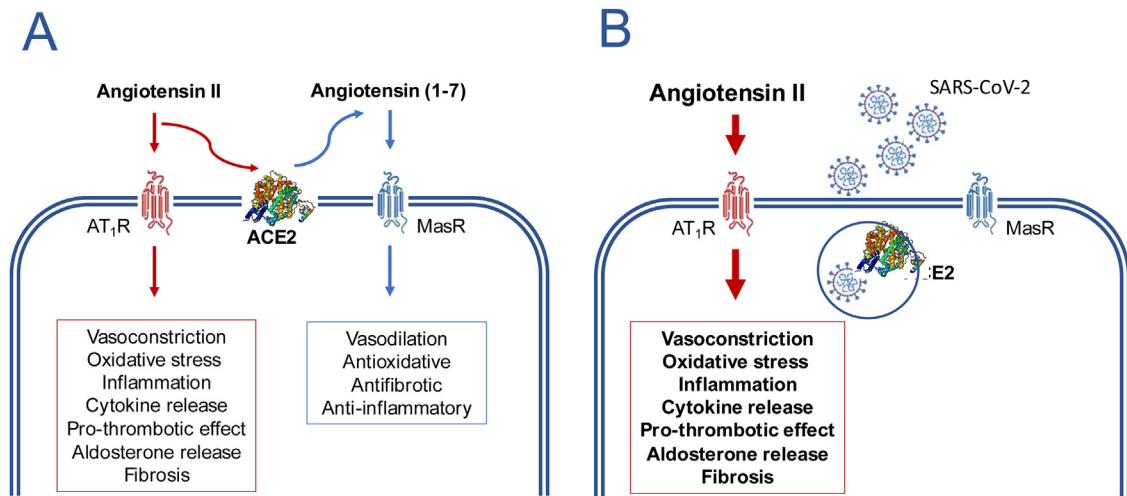 A
Angiotensin II
Angiotensin (1-7)
AT₁R
ACE2
MasR
Vasoconstriction
Oxidative stress
Inflammation
Cytokine release
Pro-thrombotic effect
Aldosterone release
Fibrosis
Vasodilation
Antioxidative
Antifibrotic
Anti-inflammatory
B
Angiotensin II
SARS-CoV-2
AT₁R
MasR
E2
Vasoconstriction
Oxidative stress
Inflammation
Cytokine release
Pro-thrombotic effect
Aldosterone release
Fibrosis